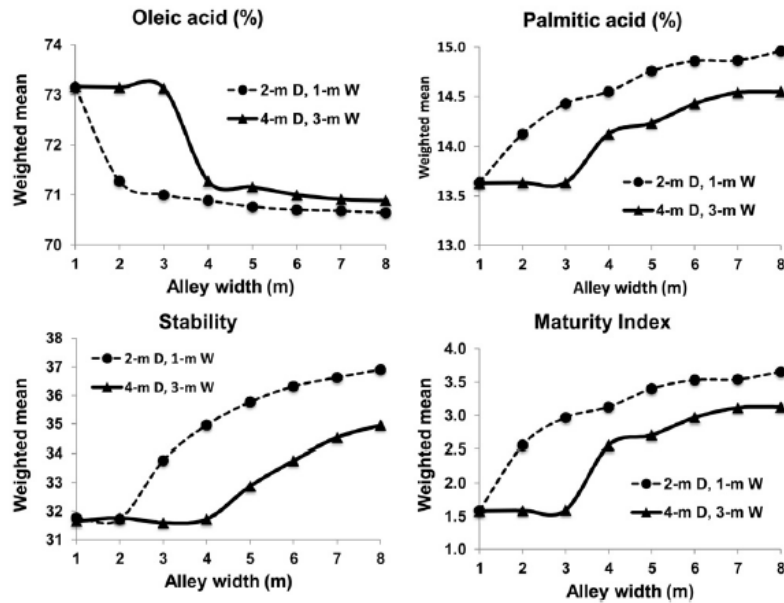 Oleic acid (%)
Weighted mean
74
73
72
71
70
2-m D, 1-m W
4-m D, 3-m W
1 2 3 4 5 6 7 8
Alley width (m)
Palmitic acid (%)
Weighted mean
15.0
14.5
14.0
13.5
13.0
2-m D, 1-m W
4-m D, 3-m W
1 2 3 4 5 6 7 8
Alley width (m)
Stability
Weighted mean
38
37
36
35
34
33
32
31
2-m D, 1-m W
4-m D, 3-m W
1 2 3 4 5 6 7 8
Alley width (m)
Maturity Index
Weighted mean
4.0
3.5
3.0
2.5
2.0
1.5
1.0
2-m D, 1-m W
4-m D, 3-m W
1 2 3 4 5 6 7 8
Alley width (m)